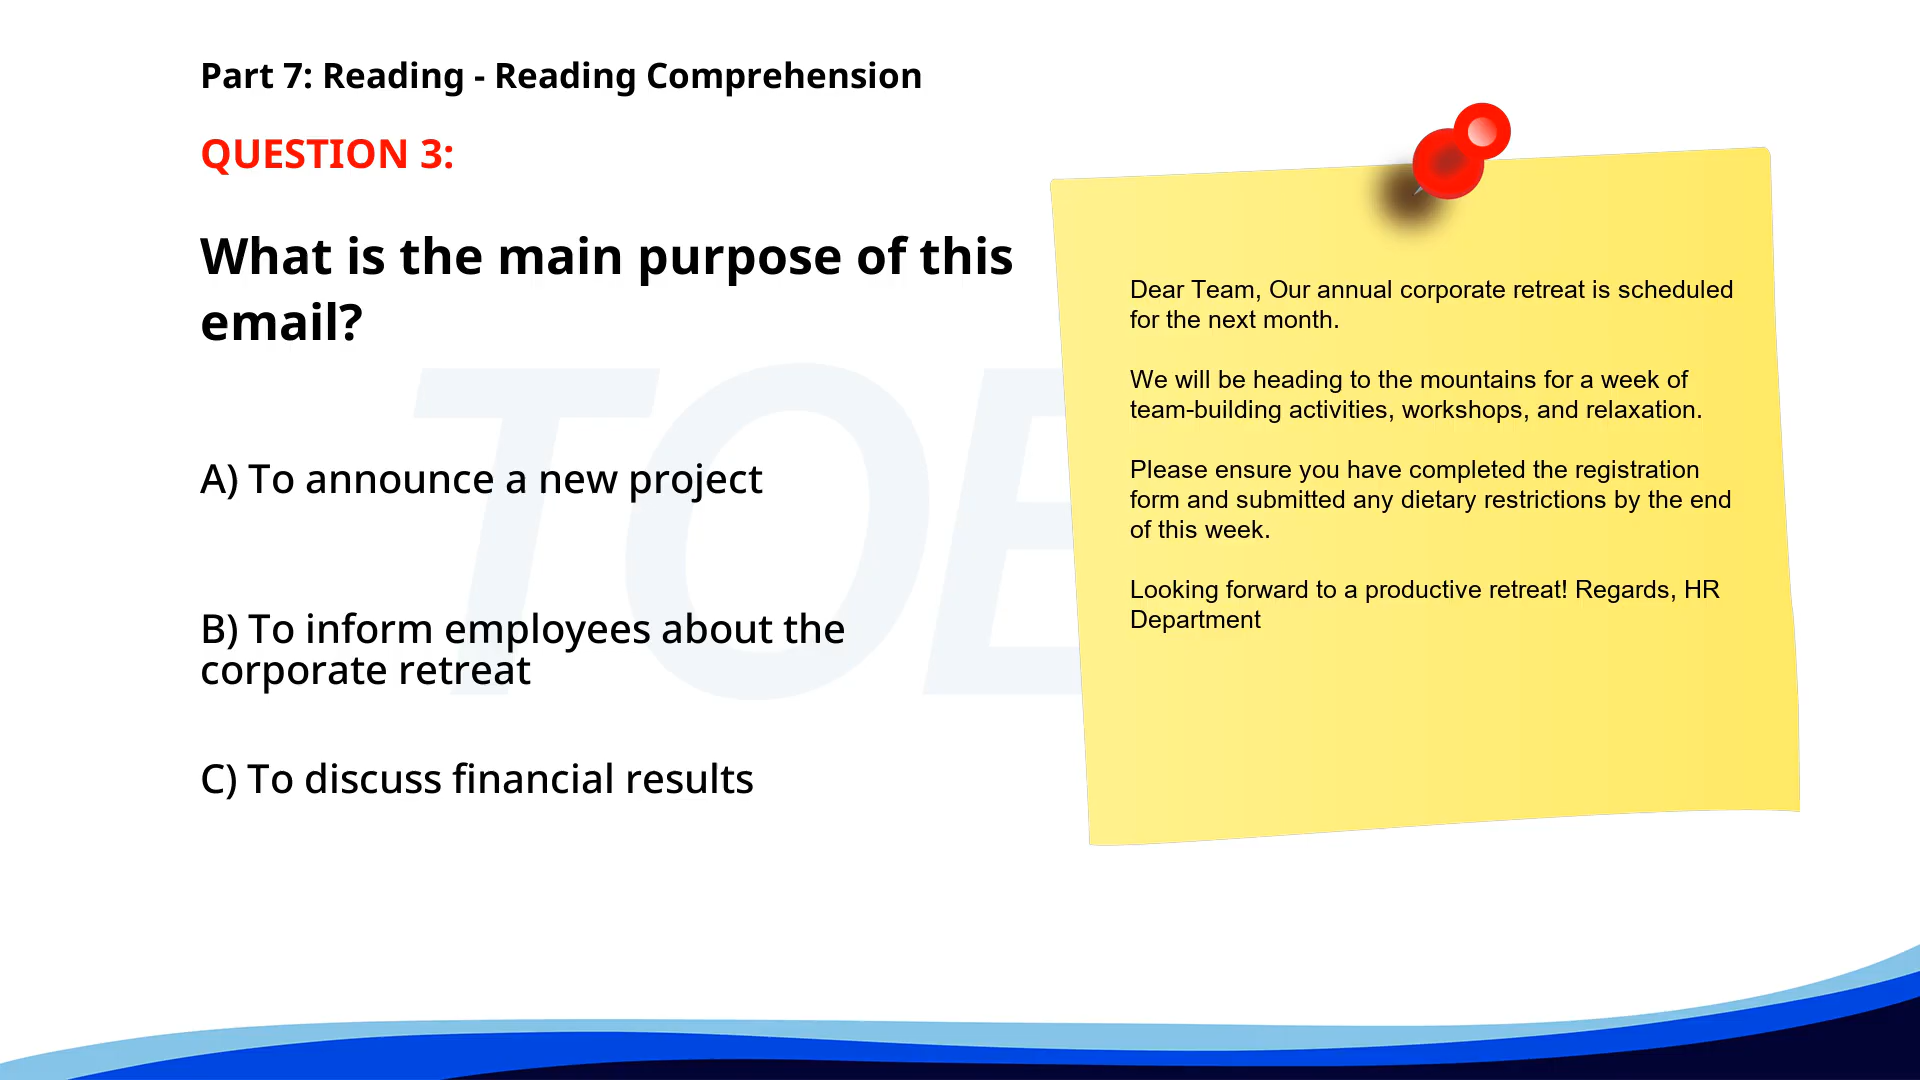 Part 7: Reading - Reading Comprehension
QUESTION 3:
What is the main purpose of this
email?
A) To announce a new project
B) To inform employees about the
corporate retreat
C) To discuss financial results
Dear Team, Our annual corporate retreat is scheduled
for the next month.
We will be heading to the mountains for a week of
team-building activities, workshops, and relaxation.
Please ensure you have completed the registration
form and submitted any dietary restrictions by the end
of this week.
Looking forward to a productive retreat! Regards, HR
Department
TOE